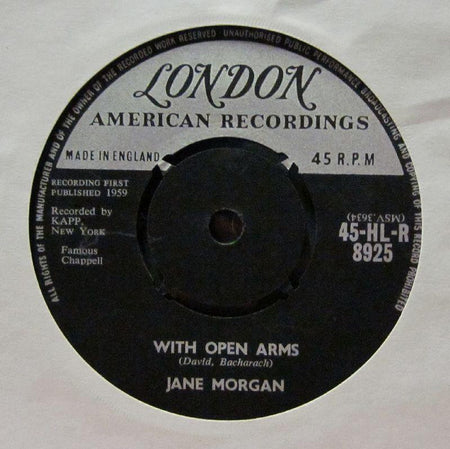 ALL RIGHTS OF THE MANUFACTURER AND OF THE OWNER OF THE RECORDED WORK RESERVED UNAUTHORISED PUBLIC PERFORMANCE BROADCASTING AND COPYING OF THIS RECORD PROHIBITED
LONDON
AMERICAN RECORDINGS
MADE IN ENGLAND
45 R.P.M
RECORDING FIRST
PUBLISHED 1959
Recorded by
KAPP,
NEW YORK
Famous
Chappell
(MSV.3634)
45-HL-R
8925
WITH OPEN ARMS
(David, Bacharach)
JANE MORGAN